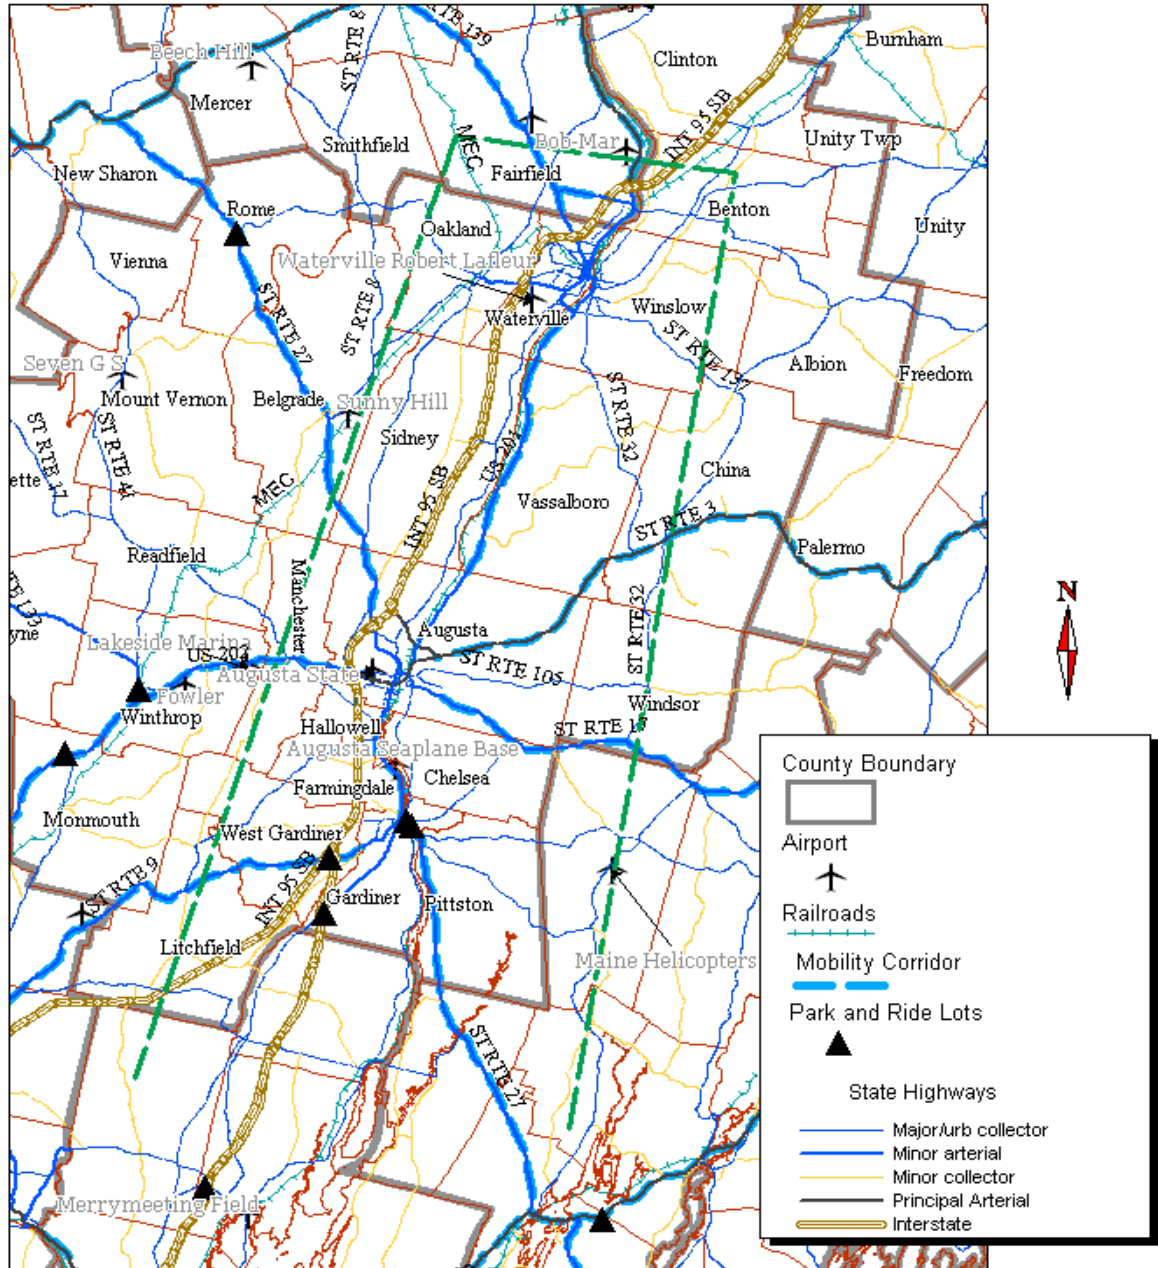 RTE 139
ST RTE 8
Burnham
Beech Hill
Clinton
Mercer
INT 95 SB
Unity Twp
Smithfield
MEC
Bob-Mar
New Sharon
Fairfield
Rome
Benton
Unity
Oakland
Vienna
Waterville Robert Lafleur
ST RTE 27
ST RTE 8
Winslow
Waterville
ST RTE 137
Seven G S
Albion
Freedom
Mount Vernon
Belgrade
Sunny Hill
ST RTE 32
ST RTE 17
ST RTE 41
Sidney
US 201
China
ette
MEC
INT 95 SB
Vassalboro
ST RTE 3
Readfield
Palermo
TE 133
Manchester
yne
Lakeside Marina
Augusta
ST RTE 32
US 202
Augusta State
ST RTE 105
Fowler
Winthrop
Windsor
Hallowell
ST RTE 17
Augusta Seaplane Base
Chelsea
Farmingdale
Monmouth
West Gardiner
ST RTE 9
INT 95 SB
Gardiner
Pittston
Litchfield
Maine Helicopters
ST RTE 27
Merrymeeting Field
N
County Boundary
Airport
Railroads
Mobility Corridor
Park and Ride Lots
State Highways
Major/urb collector
Minor arterial
Minor collector
Principal Arterial
Interstate